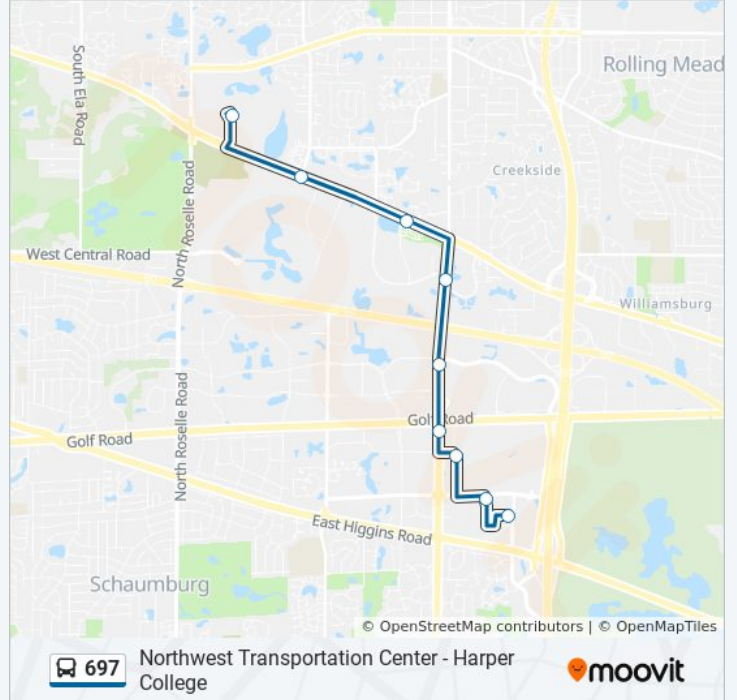 South Ela Road
Rolling Mead
Creekside
North Roselle Road
West Central Road
Williamsburg
North Roselle Road
Golf Road
Golf Road
East Higgins Road
Schaumburg
© OpenStreetMap contributors | © OpenMapTiles
697
Northwest Transportation Center - Harper
College
moovit